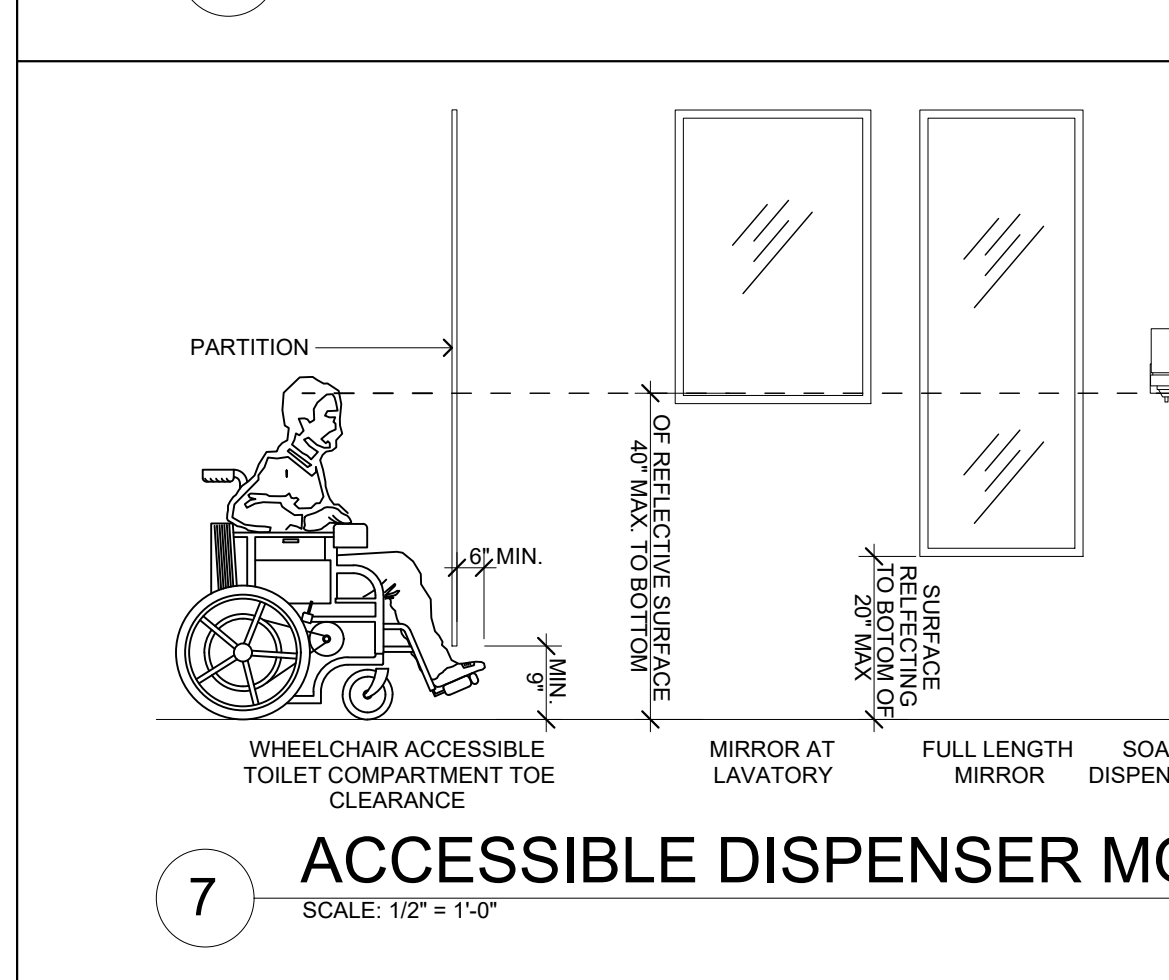 PARTITION
6" MIN.
MIN.
9"
OF REFLECTIVE SURFACE
40" MAX. TO BOTTOM
SURFACE
RELFECTING
TO BOTOM OF
20" MAX
WHEELCHAIR ACCESSIBLE
TOILET COMPARTMENT TOE
CLEARANCE
MIRROR AT
LAVATORY
FULL LENGTH
MIRROR
SOA
DISPEN
7
ACCESSIBLE DISPENSER MO
SCALE: 1/2" = 1'-0"